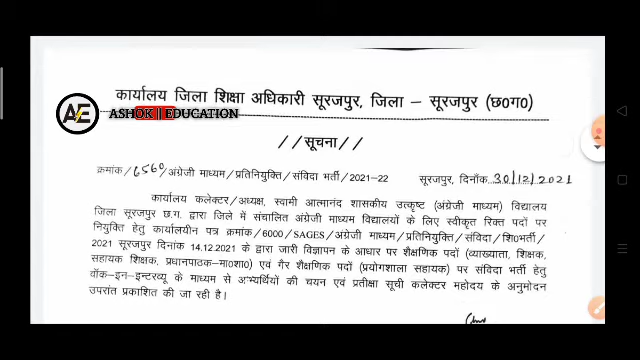 कार्यालय जिला शिक्षा अधिकारी सूरजपुर, जिला – सूरजपुर (छ0ग0)
ASHOK || EDUCATION
//सूचना//
क्रमांक/6560/अंग्रेजी माध्यम/प्रतिनियुक्ति/संविदा भर्ती/2021-22 सूरजपुर, दिनाँक 30/12/2021
कार्यालय कलेक्टर/अध्यक्ष, स्वामी आत्मानंद शासकीय उत्कृष्ट (अंग्रेजी माध्यम) विद्यालय
जिला सूरजपुर छ.ग. द्वारा जिले में संचालित अंग्रेजी माध्यम विद्यालयों के लिए स्वीकृत रिक्त पदों पर
नियुक्ति हेतु कार्यालयीन पत्र क्रमांक/6000/SAGES/अंग्रेजी माध्यम/प्रतिनियुक्ति/संविदा/शि0भर्ती/
2021 सूरजपुर दिनांक 14.12.2021 के द्वारा जारी विज्ञापन के आधार पर शैक्षणिक पदों (व्याख्याता, शिक्षक,
सहायक शिक्षक, प्रधानपाठक–मा0शा0) एवं गैर शैक्षणिक पदों (प्रयोगशाला सहायक) पर संविदा भर्ती हेतु
वॉक-इन-इन्टरव्यू के माध्यम से अभ्यर्थियों की चयन एवं प्रतीक्षा सूची कलेक्टर महोदय के अनुमोदन
उपरांत प्रकाशित की जा रही है।